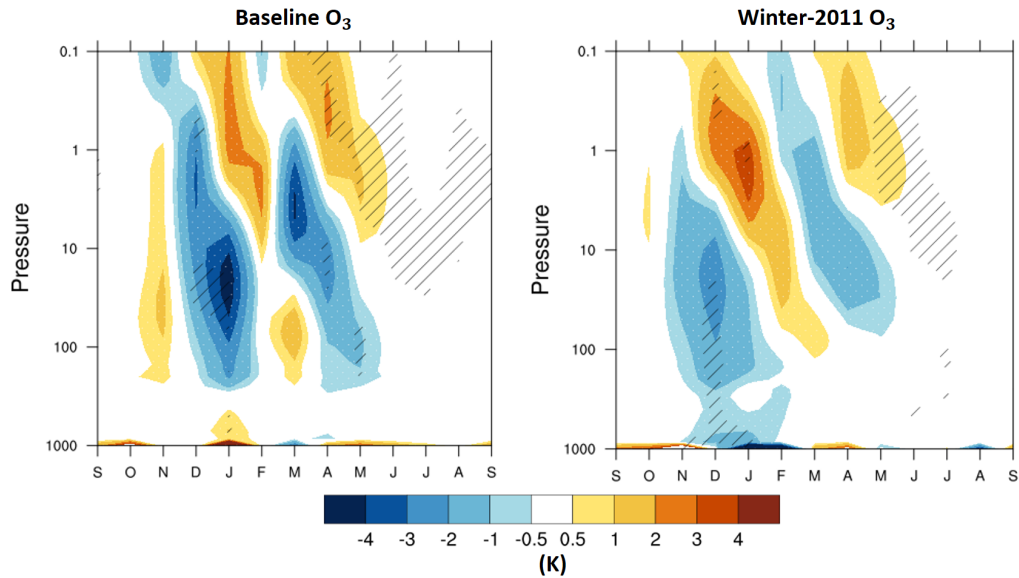 Baseline O3
Winter-2011 O3
0.1
1
10
100
1000
Pressure
S O N D J F M A M J J A S
0.1
1
10
100
1000
Pressure
S O N D J F M A M J J A S
-4 -3 -2 -1 -0.5 0.5 1 2 3 4
(K)